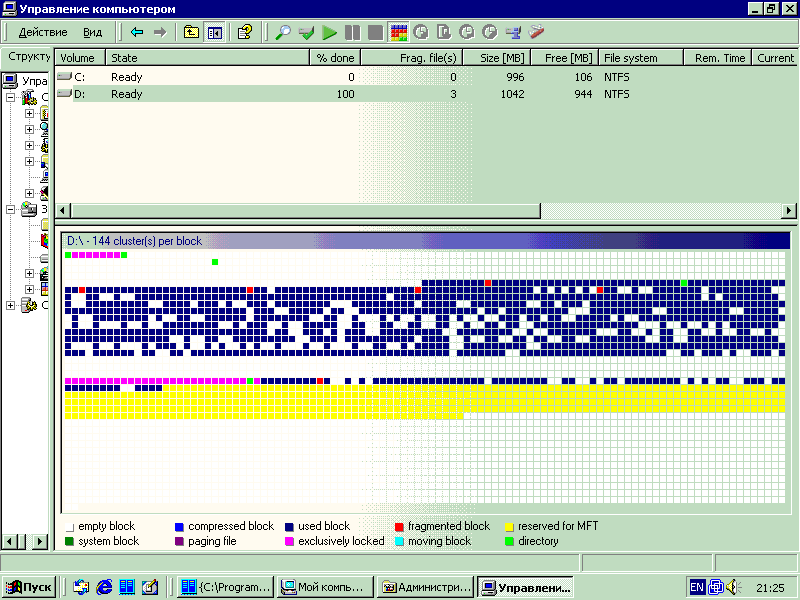 Управление компьютером
Действие Вид
Структу
Volume State % done Frag. file(s) Size [MB] Free [MB] File system Rem. Time Current
C: Ready 0 0 996 106 NTFS
D: Ready 100 3 1042 944 NTFS
Упра
С
З
С
D:\ - 144 cluster(s) per block
empty block compressed block used block fragmented block reserved for MFT
system block paging file exclusively locked moving block directory
Пуск {C:\Program... Мой компь... Администри... Управлени... EN 21:25